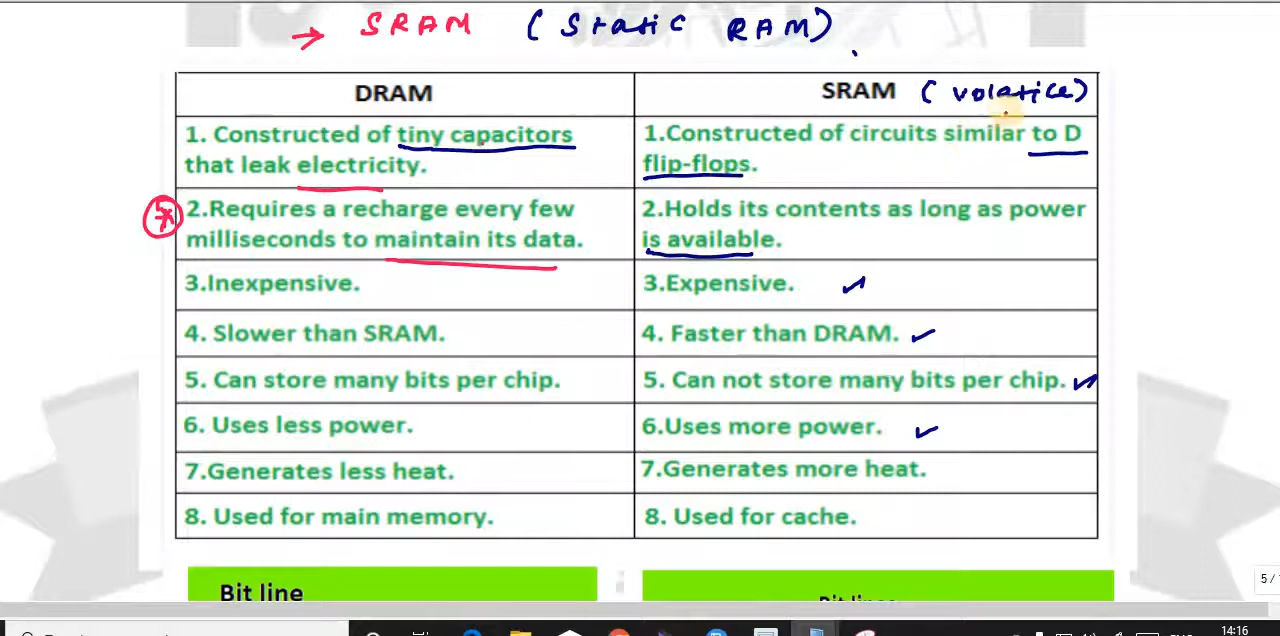 → SRAM (Static RAM)
DRAM
SRAM (volatice)
1. Constructed of tiny capacitors
that leak electricity.
1.Constructed of circuits similar to D
flip-flops.
2.Requires a recharge every few
milliseconds to maintain its data.
2.Holds its contents as long as power
is available.
3.Inexpensive.
3.Expensive.
4. Slower than SRAM.
4. Faster than DRAM.
5. Can store many bits per chip.
5. Can not store many bits per chip.
6. Uses less power.
6.Uses more power.
7.Generates less heat.
7.Generates more heat.
8. Used for main memory.
8. Used for cache.
Bit line
5 /
14:16